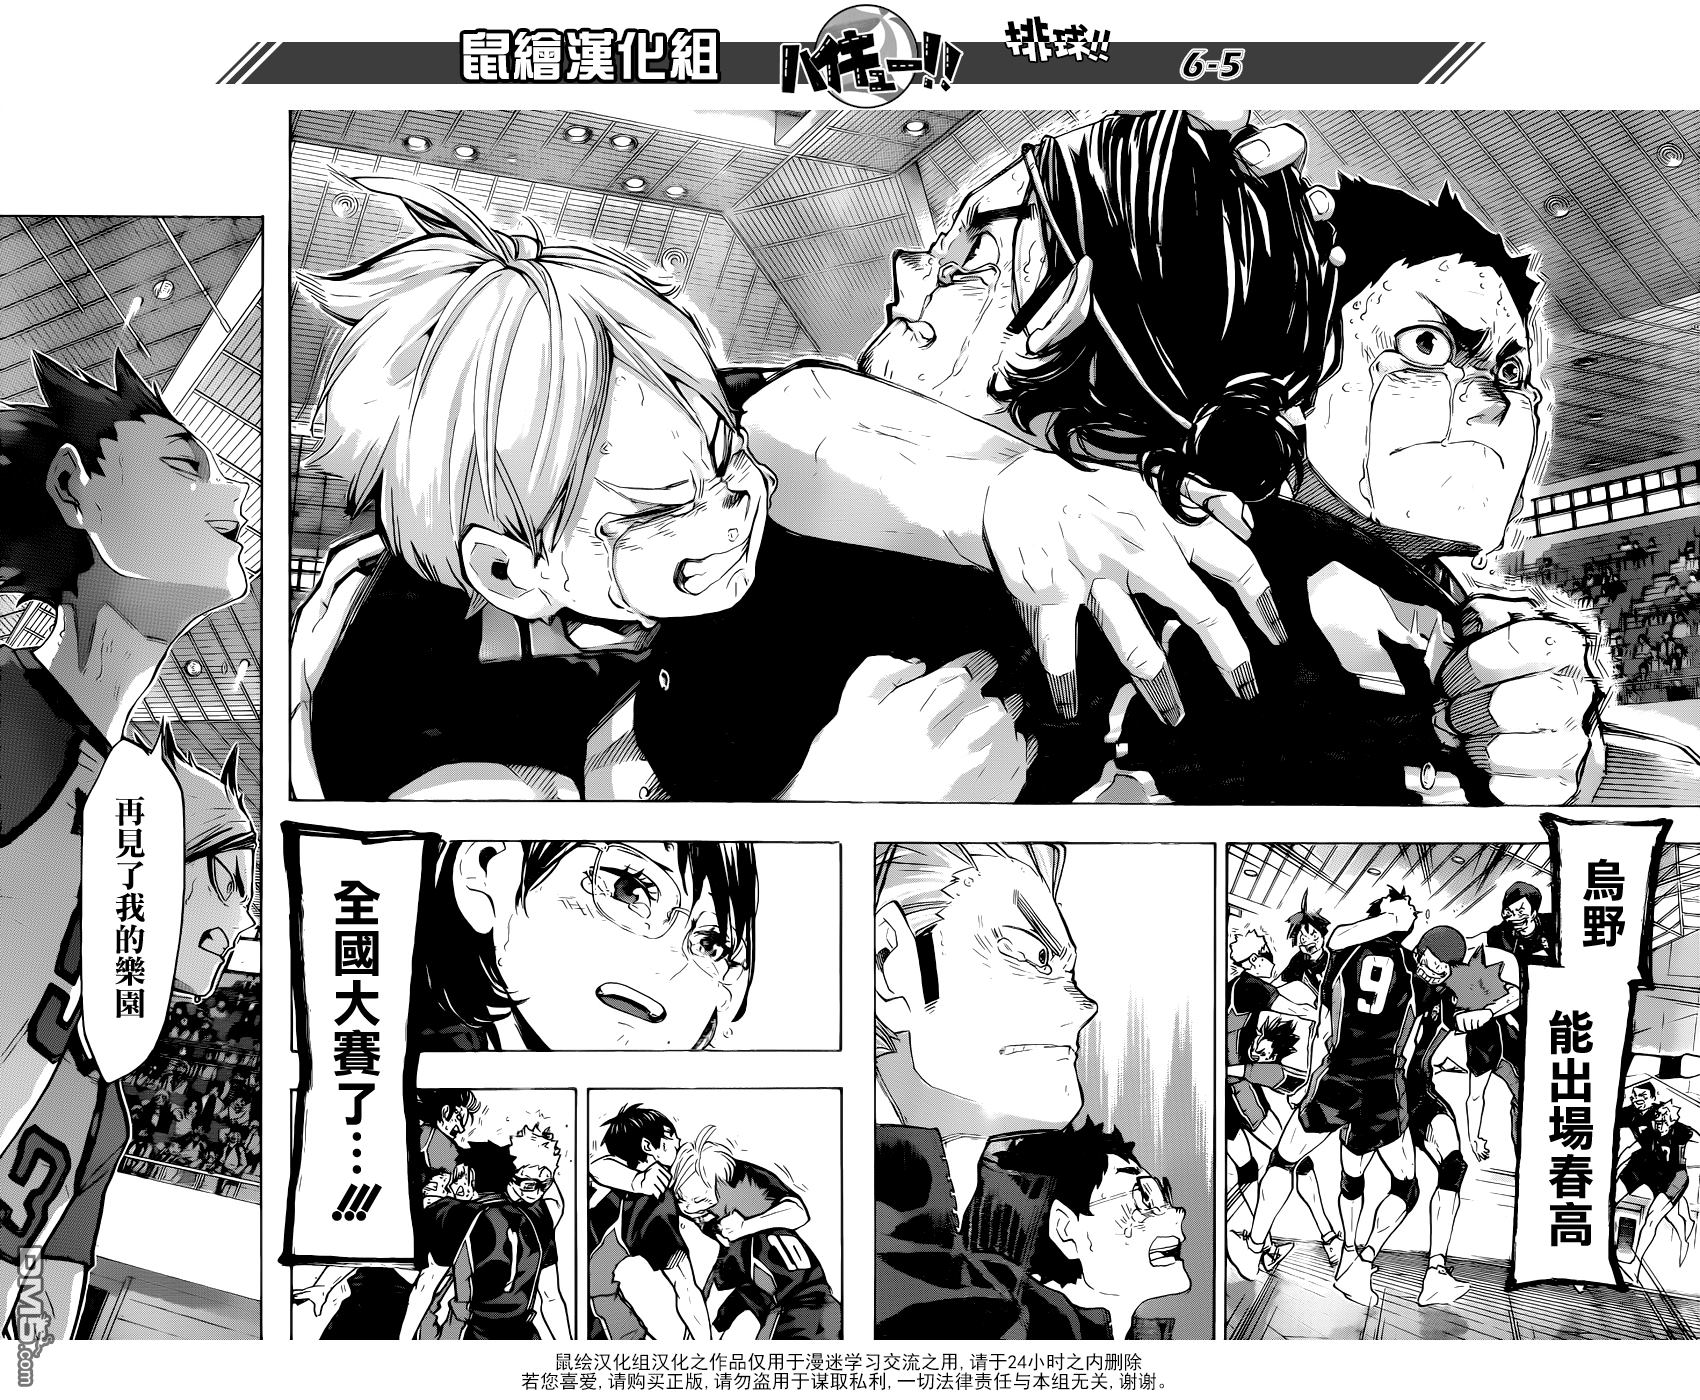 鼠繪漢化組
ハイキュー!!
排球!!
6-5
烏野
能出場春高
9
全國大賽了…!!!
10
再見了我的樂園
鼠绘汉化组汉化之作品仅用于漫迷学习交流之用,请于24小时之内删除
若您喜爱,请购买正版,请勿盗用于谋取私利,一切法律责任与本组无关,谢谢。
DM5.com